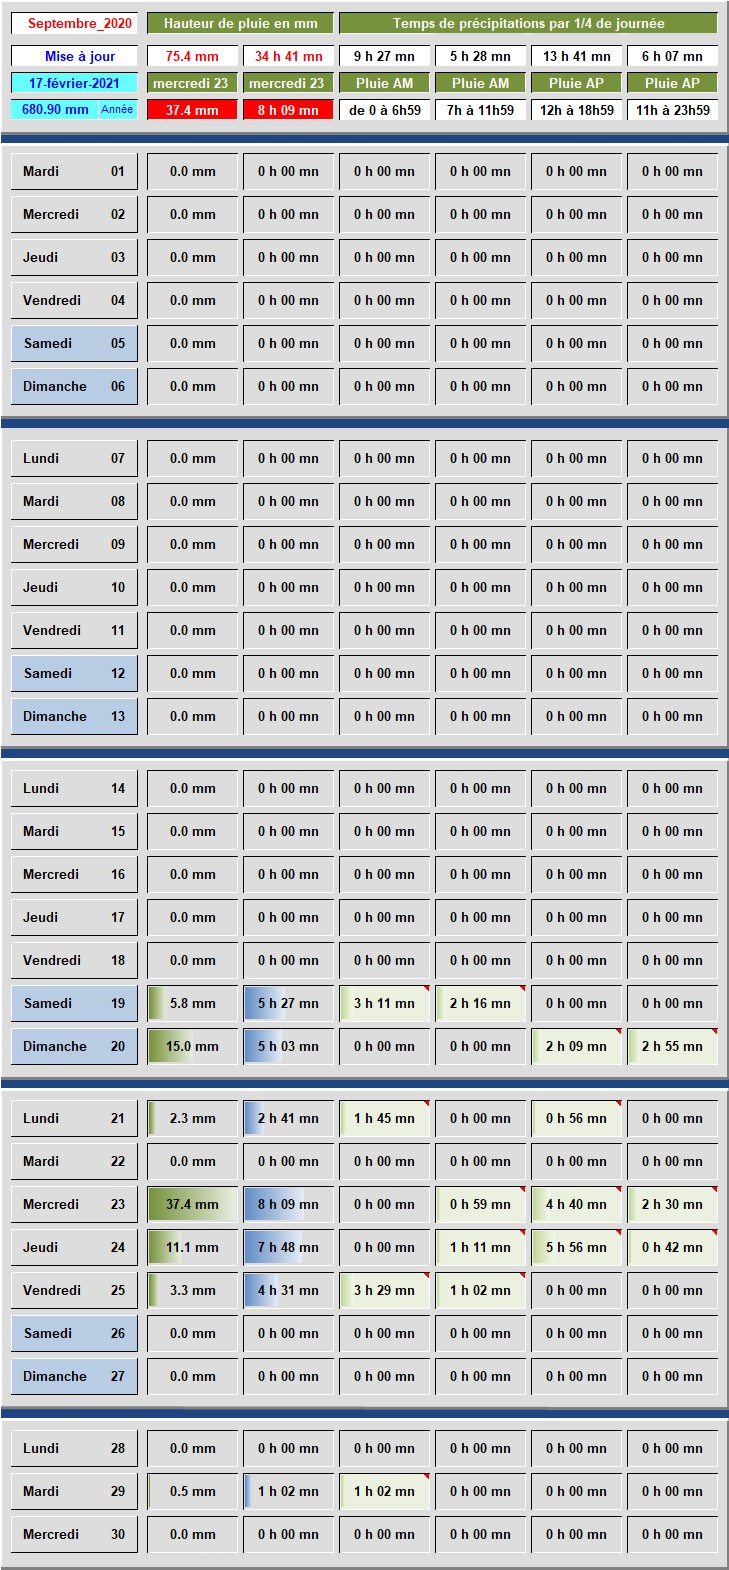 Septembre_2020 Hauteur de pluie en mm Temps de précipitations par 1/4 de journée
Mise à jour 75.4 mm 34 h 41 mn 9 h 27 mn 5 h 28 mn 13 h 41 mn 6 h 07 mn
17-février-2021 mercredi 23 mercredi 23 Pluie AM Pluie AM Pluie AP Pluie AP
680.90 mm Année 37.4 mm 8 h 09 mn de 0 à 6h59 7h à 11h59 12h à 18h59 11h à 23h59
Mardi 01 0.0 mm 0 h 00 mn 0 h 00 mn 0 h 00 mn 0 h 00 mn 0 h 00 mn
Mercredi 02 0.0 mm 0 h 00 mn 0 h 00 mn 0 h 00 mn 0 h 00 mn 0 h 00 mn
Jeudi 03 0.0 mm 0 h 00 mn 0 h 00 mn 0 h 00 mn 0 h 00 mn 0 h 00 mn
Vendredi 04 0.0 mm 0 h 00 mn 0 h 00 mn 0 h 00 mn 0 h 00 mn 0 h 00 mn
Samedi 05 0.0 mm 0 h 00 mn 0 h 00 mn 0 h 00 mn 0 h 00 mn 0 h 00 mn
Dimanche 06 0.0 mm 0 h 00 mn 0 h 00 mn 0 h 00 mn 0 h 00 mn 0 h 00 mn
Lundi 07 0.0 mm 0 h 00 mn 0 h 00 mn 0 h 00 mn 0 h 00 mn 0 h 00 mn
Mardi 08 0.0 mm 0 h 00 mn 0 h 00 mn 0 h 00 mn 0 h 00 mn 0 h 00 mn
Mercredi 09 0.0 mm 0 h 00 mn 0 h 00 mn 0 h 00 mn 0 h 00 mn 0 h 00 mn
Jeudi 10 0.0 mm 0 h 00 mn 0 h 00 mn 0 h 00 mn 0 h 00 mn 0 h 00 mn
Vendredi 11 0.0 mm 0 h 00 mn 0 h 00 mn 0 h 00 mn 0 h 00 mn 0 h 00 mn
Samedi 12 0.0 mm 0 h 00 mn 0 h 00 mn 0 h 00 mn 0 h 00 mn 0 h 00 mn
Dimanche 13 0.0 mm 0 h 00 mn 0 h 00 mn 0 h 00 mn 0 h 00 mn 0 h 00 mn
Lundi 14 0.0 mm 0 h 00 mn 0 h 00 mn 0 h 00 mn 0 h 00 mn 0 h 00 mn
Mardi 15 0.0 mm 0 h 00 mn 0 h 00 mn 0 h 00 mn 0 h 00 mn 0 h 00 mn
Mercredi 16 0.0 mm 0 h 00 mn 0 h 00 mn 0 h 00 mn 0 h 00 mn 0 h 00 mn
Jeudi 17 0.0 mm 0 h 00 mn 0 h 00 mn 0 h 00 mn 0 h 00 mn 0 h 00 mn
Vendredi 18 0.0 mm 0 h 00 mn 0 h 00 mn 0 h 00 mn 0 h 00 mn 0 h 00 mn
Samedi 19 5.8 mm 5 h 27 mn 3 h 11 mn 2 h 16 mn 0 h 00 mn 0 h 00 mn
Dimanche 20 15.0 mm 5 h 03 mn 0 h 00 mn 0 h 00 mn 2 h 09 mn 2 h 55 mn
Lundi 21 2.3 mm 2 h 41 mn 1 h 45 mn 0 h 00 mn 0 h 56 mn 0 h 00 mn
Mardi 22 0.0 mm 0 h 00 mn 0 h 00 mn 0 h 00 mn 0 h 00 mn 0 h 00 mn
Mercredi 23 37.4 mm 8 h 09 mn 0 h 00 mn 0 h 59 mn 4 h 40 mn 2 h 30 mn
Jeudi 24 11.1 mm 7 h 48 mn 0 h 00 mn 1 h 11 mn 5 h 56 mn 0 h 42 mn
Vendredi 25 3.3 mm 4 h 31 mn 3 h 29 mn 1 h 02 mn 0 h 00 mn 0 h 00 mn
Samedi 26 0.0 mm 0 h 00 mn 0 h 00 mn 0 h 00 mn 0 h 00 mn 0 h 00 mn
Dimanche 27 0.0 mm 0 h 00 mn 0 h 00 mn 0 h 00 mn 0 h 00 mn 0 h 00 mn
Lundi 28 0.0 mm 0 h 00 mn 0 h 00 mn 0 h 00 mn 0 h 00 mn 0 h 00 mn
Mardi 29 0.5 mm 1 h 02 mn 1 h 02 mn 0 h 00 mn 0 h 00 mn 0 h 00 mn
Mercredi 30 0.0 mm 0 h 00 mn 0 h 00 mn 0 h 00 mn 0 h 00 mn 0 h 00 mn